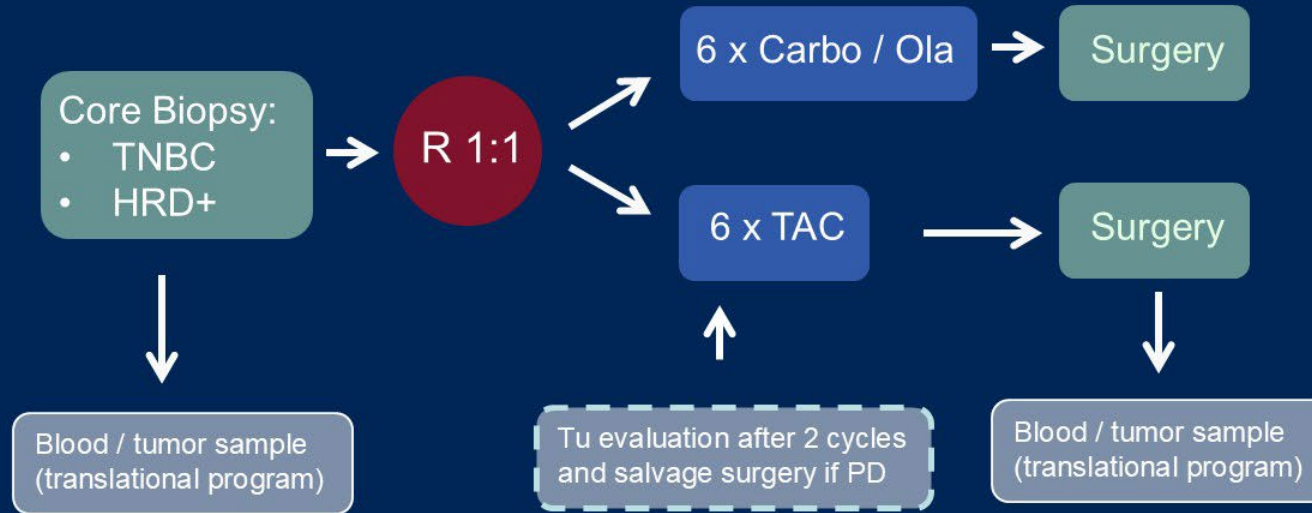 Core Biopsy:
• TNBC
• HRD+
R 1:1
6 x Carbo / Ola
Surgery
6 x TAC
Surgery
Blood / tumor sample
(translational program)
Tu evaluation after 2 cycles
and salvage surgery if PD
Blood / tumor sample
(translational program)